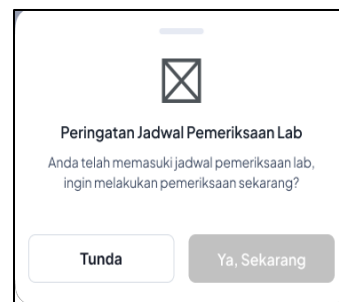 Peringatan Jadwal Pemeriksaan Lab
Anda telah memasuki jadwal pemeriksaan lab,
ingin melakukan pemeriksaan sekarang?
Tunda
Ya, Sekarang